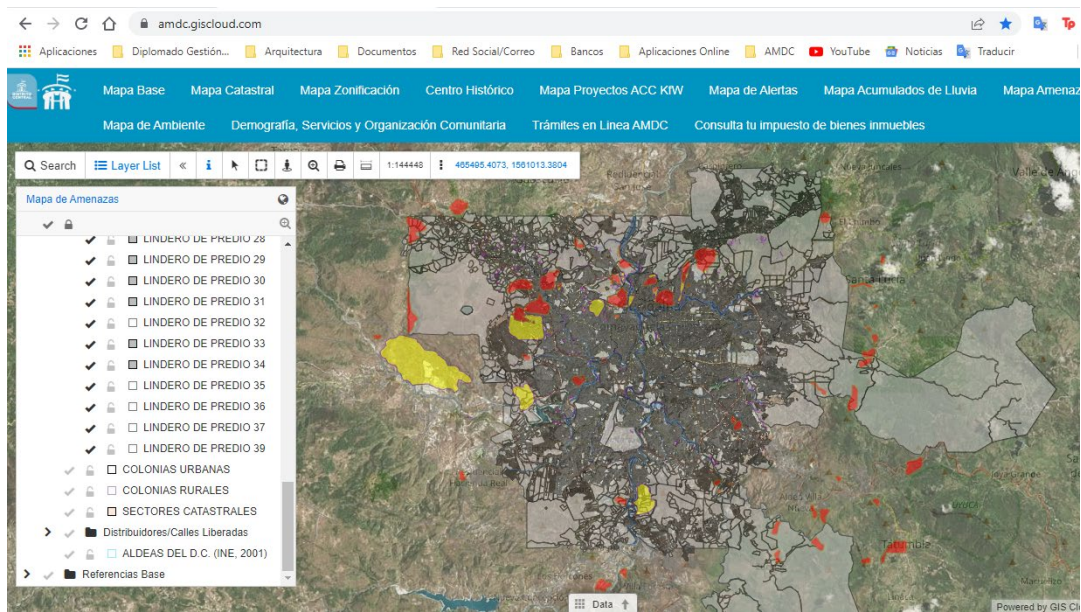 amdc.giscloud.com
Aplicaciones Diplomado Gestión... Arquitectura Documentos Red Social/Correo Bancos Aplicaciones Online AMDC YouTube Noticias Traducir
Mapa Base Mapa Catastral Mapa Zonificación Centro Histórico Mapa Proyectos ACC KfW Mapa de Alertas Mapa Acumulados de Lluvia Mapa Amenaz
Mapa de Ambiente Demografía, Servicios y Organización Comunitaria Trámites en Linea AMDC Consulta tu impuesto de bienes inmuebles
Search Layer List « i 1:144448 465495.4073, 1561013.3804
Mapa de Amenazas
LINDERO DE PREDIO 28
LINDERO DE PREDIO 29
LINDERO DE PREDIO 30
LINDERO DE PREDIO 31
LINDERO DE PREDIO 32
LINDERO DE PREDIO 33
LINDERO DE PREDIO 34
LINDERO DE PREDIO 35
LINDERO DE PREDIO 36
LINDERO DE PREDIO 37
LINDERO DE PREDIO 39
COLONIAS URBANAS
COLONIAS RURALES
SECTORES CATASTRALES
Distribuidores/Calles Liberadas
ALDEAS DEL D.C. (INE, 2001)
Referencias Base
Valle de Ang
Santa Lucía
Tatumbla
Data
Powered by GIS Cl